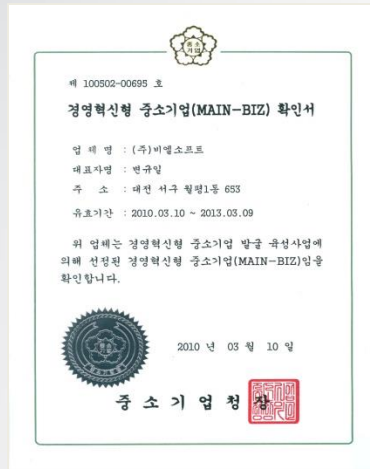 중소
기업
제 100502-00695 호
경영혁신형 중소기업(MAIN-BIZ) 확인서
업 체 명 : (주)비엘소프트
대표자명 : 변규일
주 소 : 대전 서구 월평1동 653
유효기간 : 2010.03.10 ~ 2013.03.09
위 업체는 경영혁신형 중소기업 발굴 육성사업에
의해 선정된 경영혁신형 중소기업(MAIN-BIZ)임을
확인합니다.
2010 년 03 월 10 일
중 소 기 업 청 장